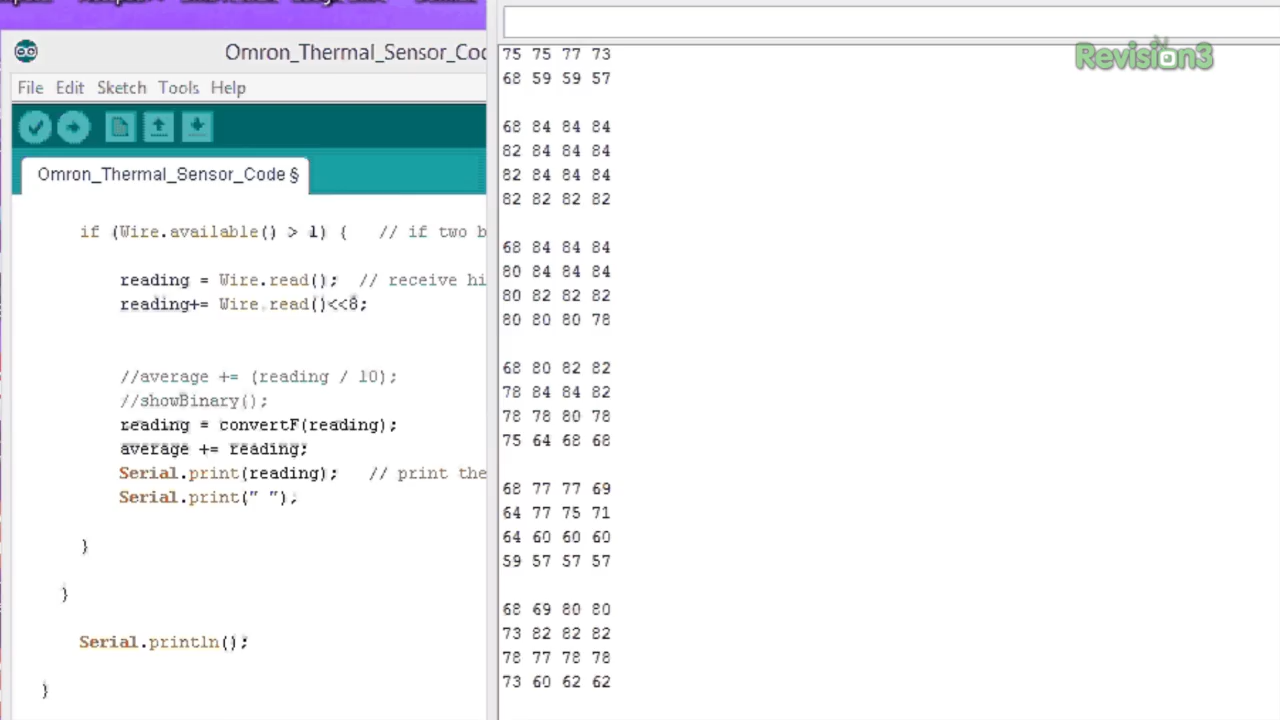 Omron_Thermal_Sensor_Co
File Edit Sketch Tools Help
Omron_Thermal_Sensor_Code §
if (Wire.available() > 1) { // if two b
reading = Wire.read(); // receive hi
reading+= Wire.read()<<8;
//average += (reading / 10);
//showBinary();
reading = convertF(reading);
average += reading;
Serial.print(reading); // print the
Serial.print(" ");
}
}
Serial.println();
}
75 75 77 73
68 59 59 57
68 84 84 84
82 84 84 84
82 84 84 84
82 82 82 82
68 84 84 84
80 84 84 84
80 82 82 82
80 80 80 78
68 80 82 82
78 84 84 82
78 78 80 78
75 64 68 68
68 77 77 69
64 77 75 71
64 60 60 60
59 57 57 57
68 69 80 80
73 82 82 82
78 77 78 78
73 60 62 62
Revision3